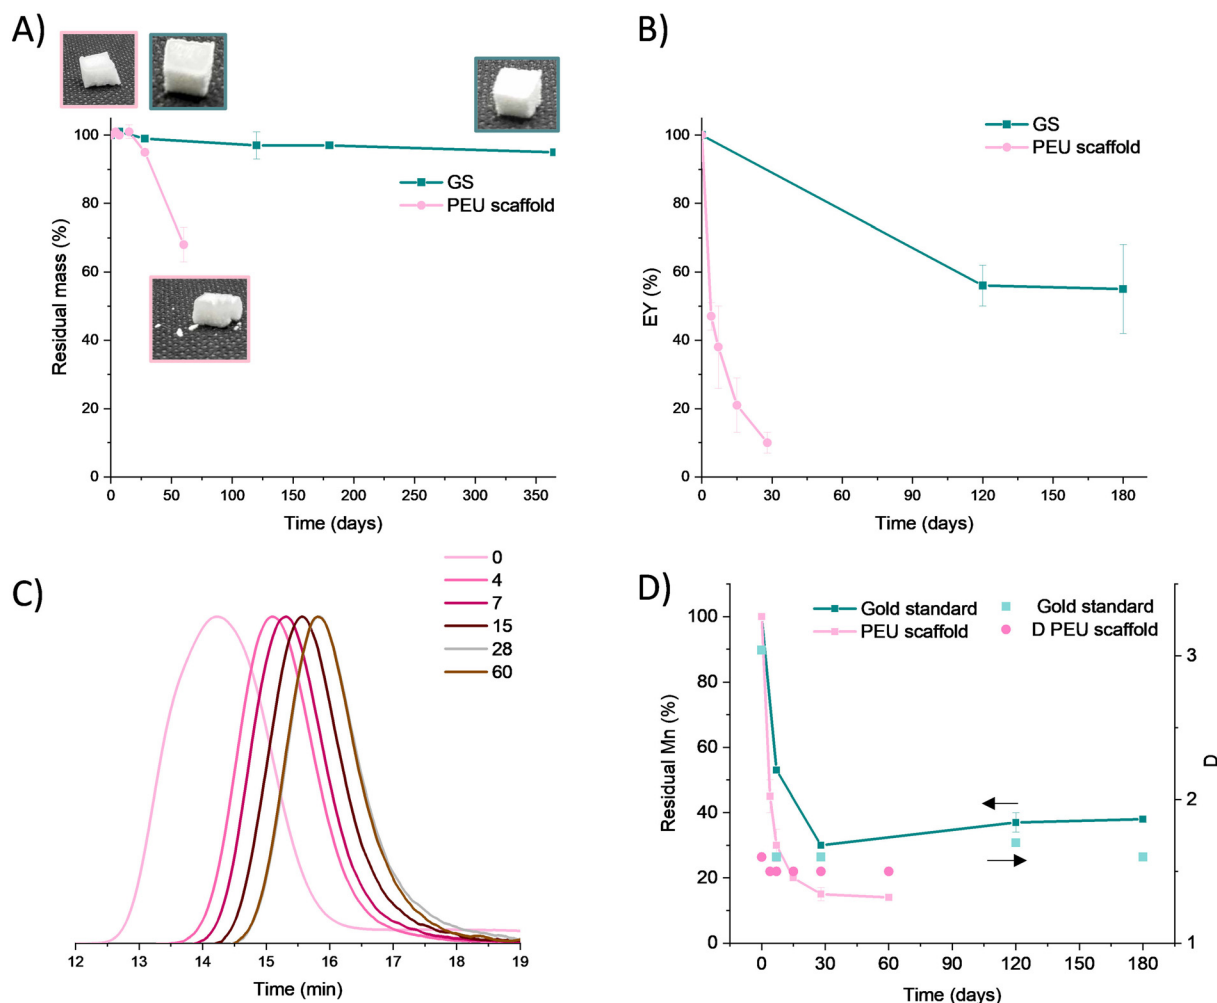 A)
100
80
60
40
20
0
Residual mass (%)
GS
PEU scaffold
0 50 100 150 200 250 300 350
Time (days)
B)
100
80
60
40
20
0
EY (%)
GS
PEU scaffold
0 30 60 90 120 150 180
Time (days)
C)
0
4
7
15
28
60
12 13 14 15 16 17 18 19
Time (min)
D)
100
80
60
40
20
0
Residual Mn (%)
Gold standard
PEU scaffold
Gold standard
D PEU scaffold
3
2
1
D
0 30 60 90 120 150 180
Time (days)